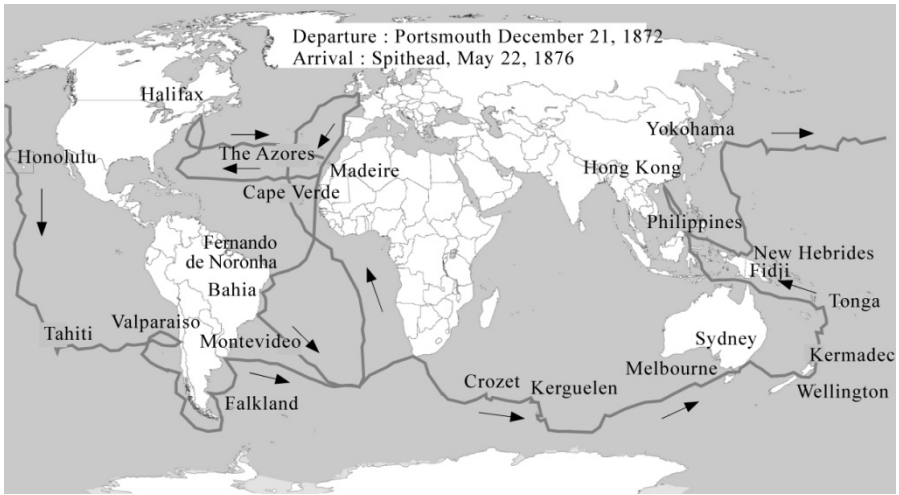 Departure : Portsmouth December 21, 1872
Arrival : Spithead, May 22, 1876
Halifax
Yokohama
Honolulu
The Azores
Madeire
Hong Kong
Cape Verde
Philippines
Fernando
de Noronha
New Hebrides
Fidji
Bahia
Tonga
Valparaiso
Tahiti
Montevideo
Sydney
Kermadec
Melbourne
Crozet
Kerguelen
Wellington
Falkland